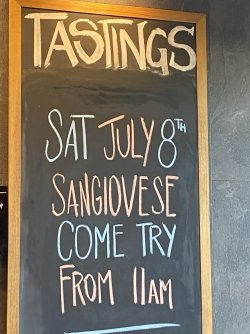 TASTINGS
SAT JULY 8TH
SANGIOVESE
COME TRY
FROM 11AM